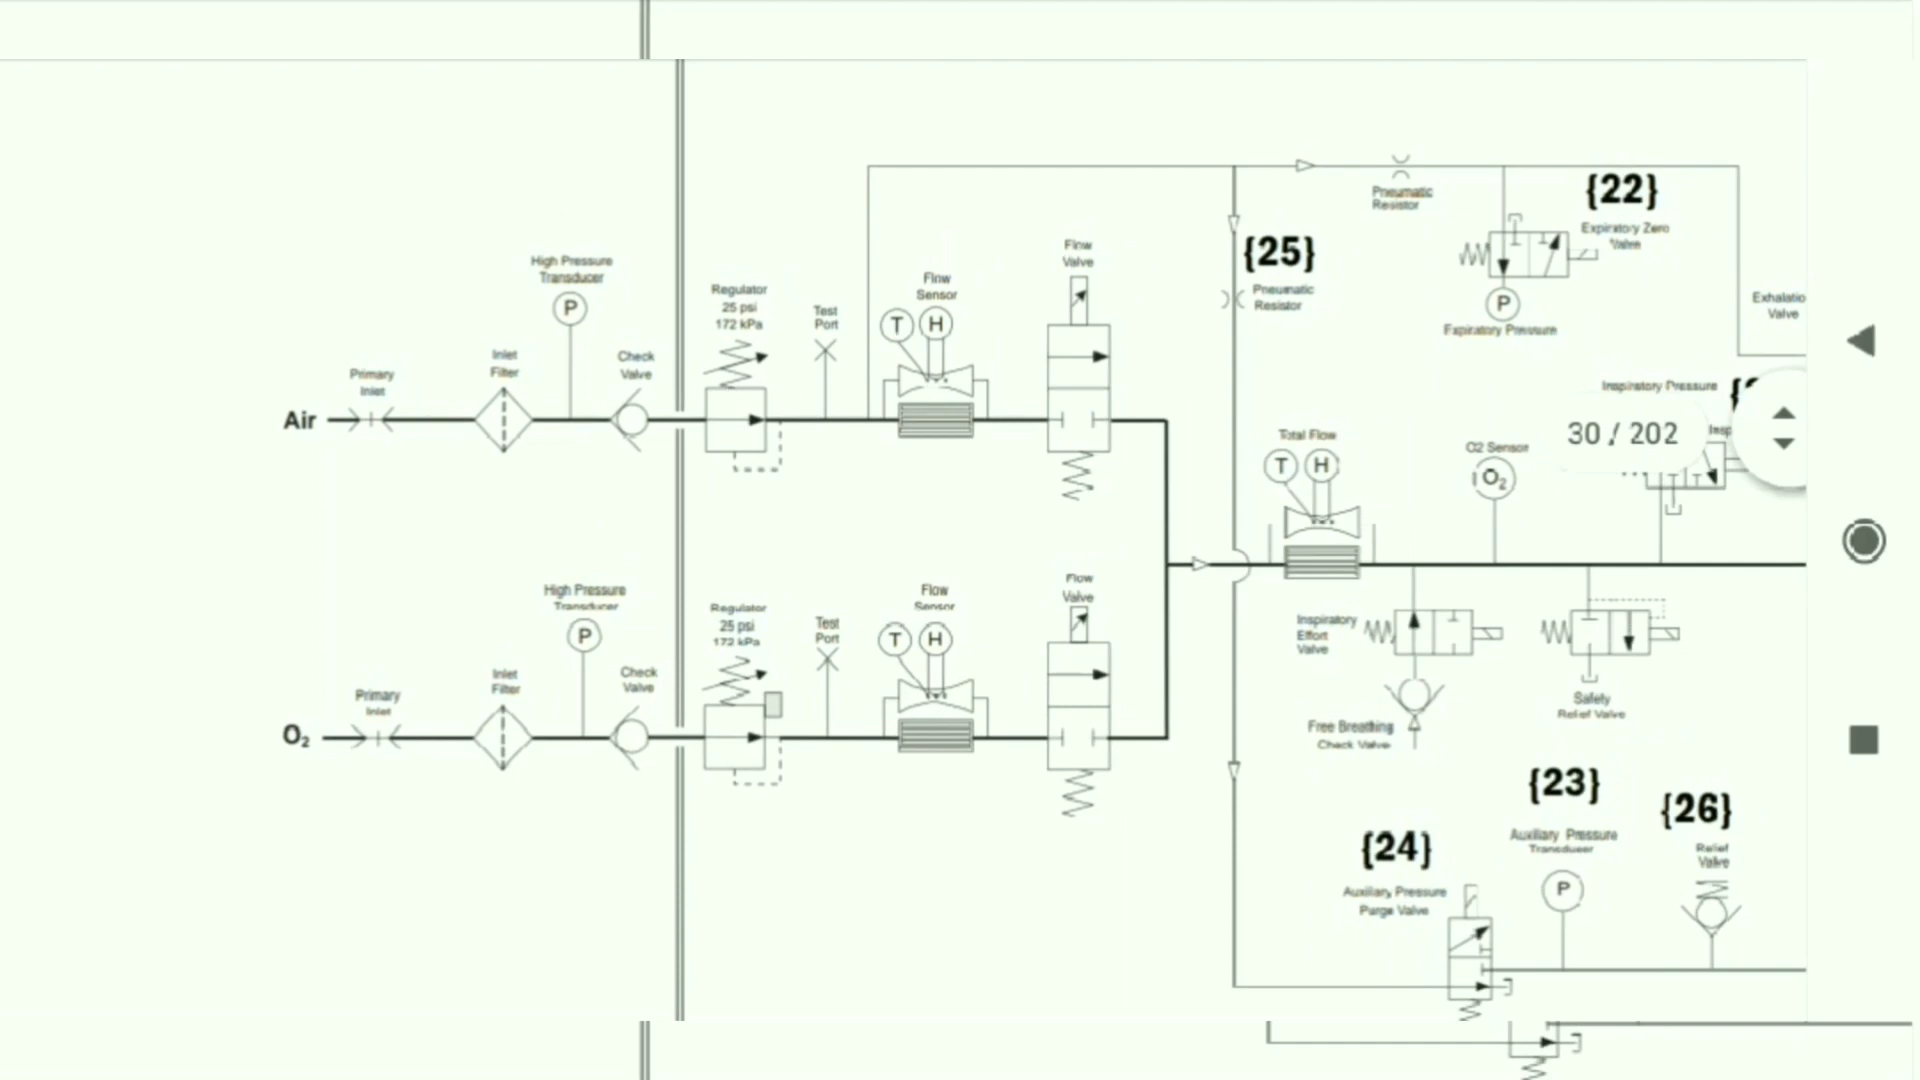 {22}
Pneumatic
Resistor
Expiratory Zero
Valve
{25}
Flow
Valve
High Pressure
Transducer
P
Flow
Sensor
Regulator
25 psi
172 kPa
Pneumatic
Resistor
P
Exhalatio
Valve
Test
Port
T H
Expiratory Pressure
Inlet
Filter
Check
Valve
Primary
Inlet
Inspiratory Pressure
Air
Total Flow
30 / 202
Insp
O2 Sensor
T H
O2
High Pressure
Transducer
P
Flow
Sensor
Flow
Valve
Regulator
25 psi
172 kPa
Test
Port
T H
Inspiratory
Effort
Valve
Inlet
Filter
Check
Valve
Primary
Inlet
Safety
Relief Valve
O2
Free Breathing
Check Valve
{23}
{26}
{24}
Auxiliary Pressure
Transducer
Relief
Valve
Auxiliary Pressure
Purge Valve
P